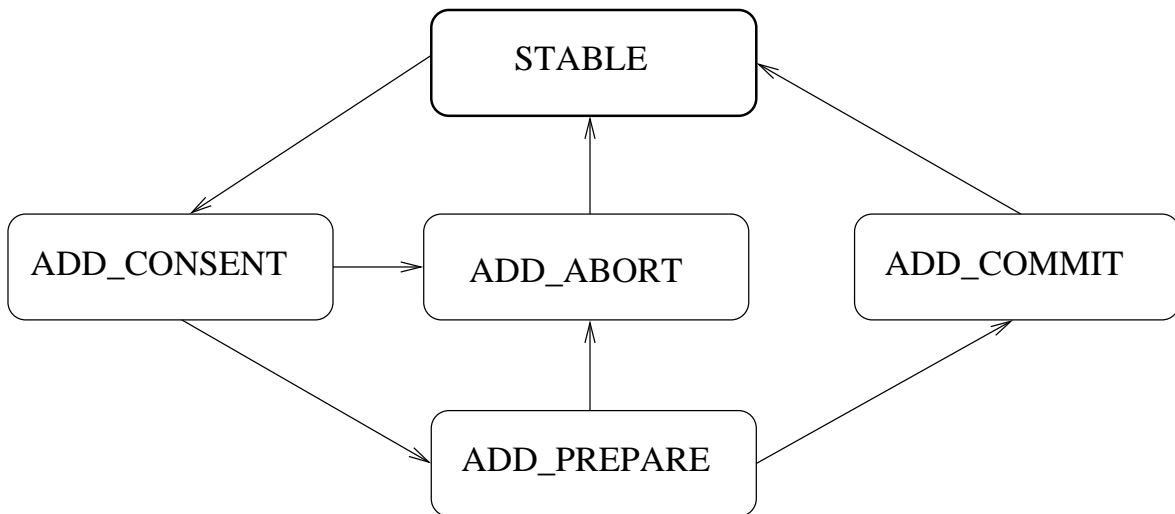 STABLE
ADD_CONSENT
ADD_ABORT
ADD_COMMIT
ADD_PREPARE